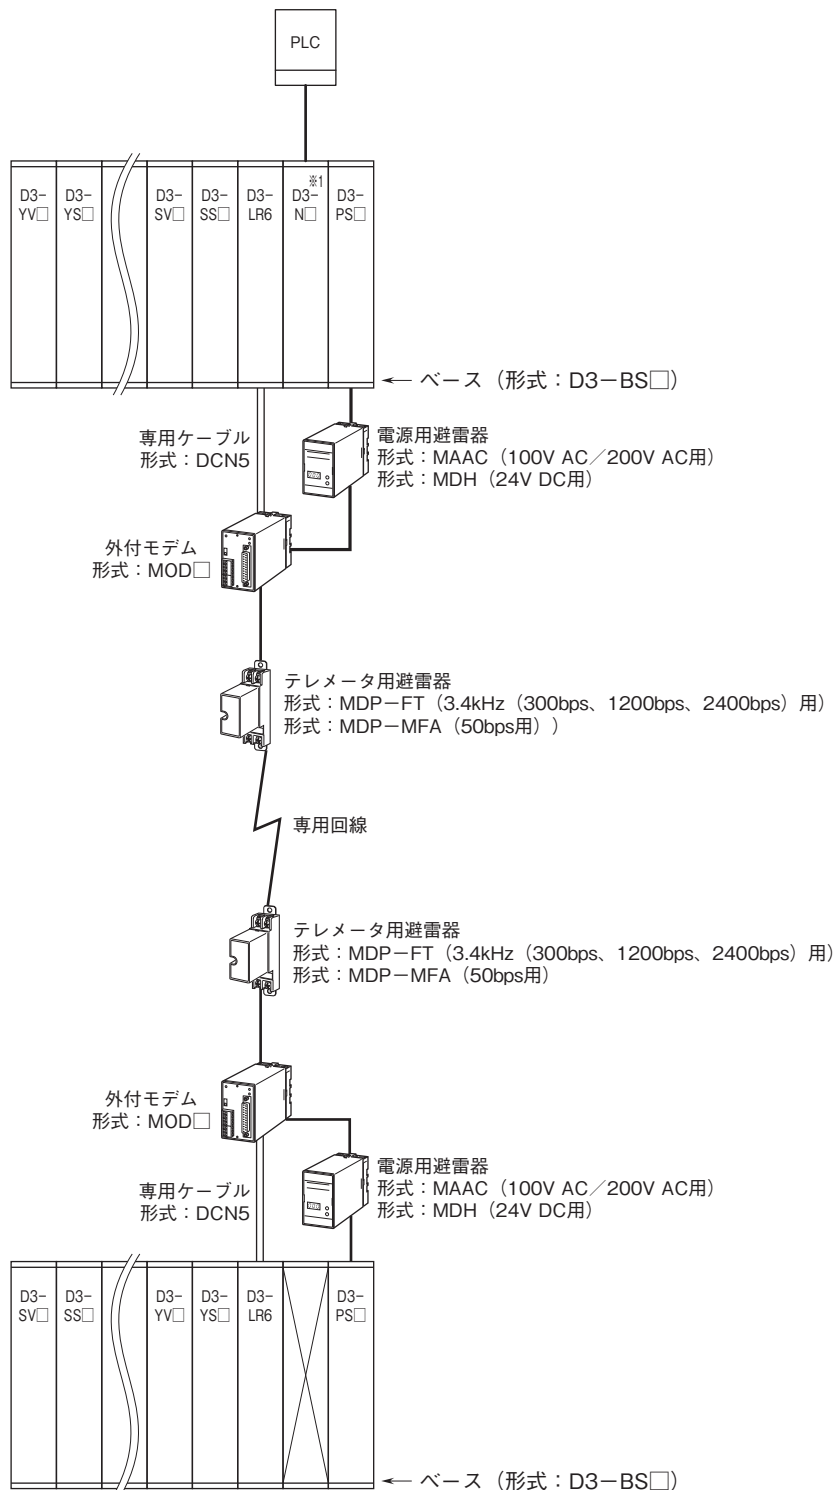 PLC
D3-
YV□
D3-
YS□
D3-
SV□
D3-
SS□
D3-
LR6
※1
D3-
N□
D3-
PS□
← ベース（形式：D3−BS□）
専用ケーブル
形式：DCN5
電源用避雷器
形式：MAAC（100V AC／200V AC用）
形式：MDH（24V DC用）
外付モデム
形式：MOD□
テレメータ用避雷器
形式：MDP−FT（3.4kHz（300bps、1200bps、2400bps）用）
形式：MDP−MFA（50bps用））
専用回線
テレメータ用避雷器
形式：MDP−FT（3.4kHz（300bps、1200bps、2400bps）用）
形式：MDP−MFA（50bps用）
外付モデム
形式：MOD□
電源用避雷器
形式：MAAC（100V AC／200V AC用）
形式：MDH（24V DC用）
専用ケーブル
形式：DCN5
D3-
SV□
D3-
SS□
D3-
YV□
D3-
YS□
D3-
LR6
D3-
PS□
← ベース（形式：D3−BS□）